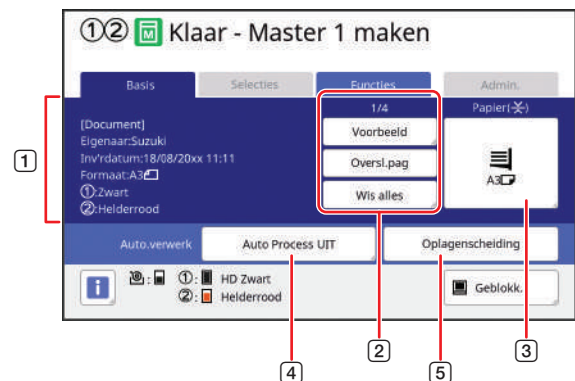 ①② Klaar - Master 1 maken
Basis
Selecties
Functies
Admin.
[Document]
Eigenaar:Suzuki
Inv'rdatum:18/08/20xx 11:11
Formaat:A3
①:Zwart
②:Helderrood
1/4
Voorbeeld
Oversl.pag
Wis alles
Papier(
)
A3
Auto.verwerk
Auto Process UIT
Oplagenscheiding
①: HD Zwart
②: Helderrood
Geblokk.
1
2
3
4
5